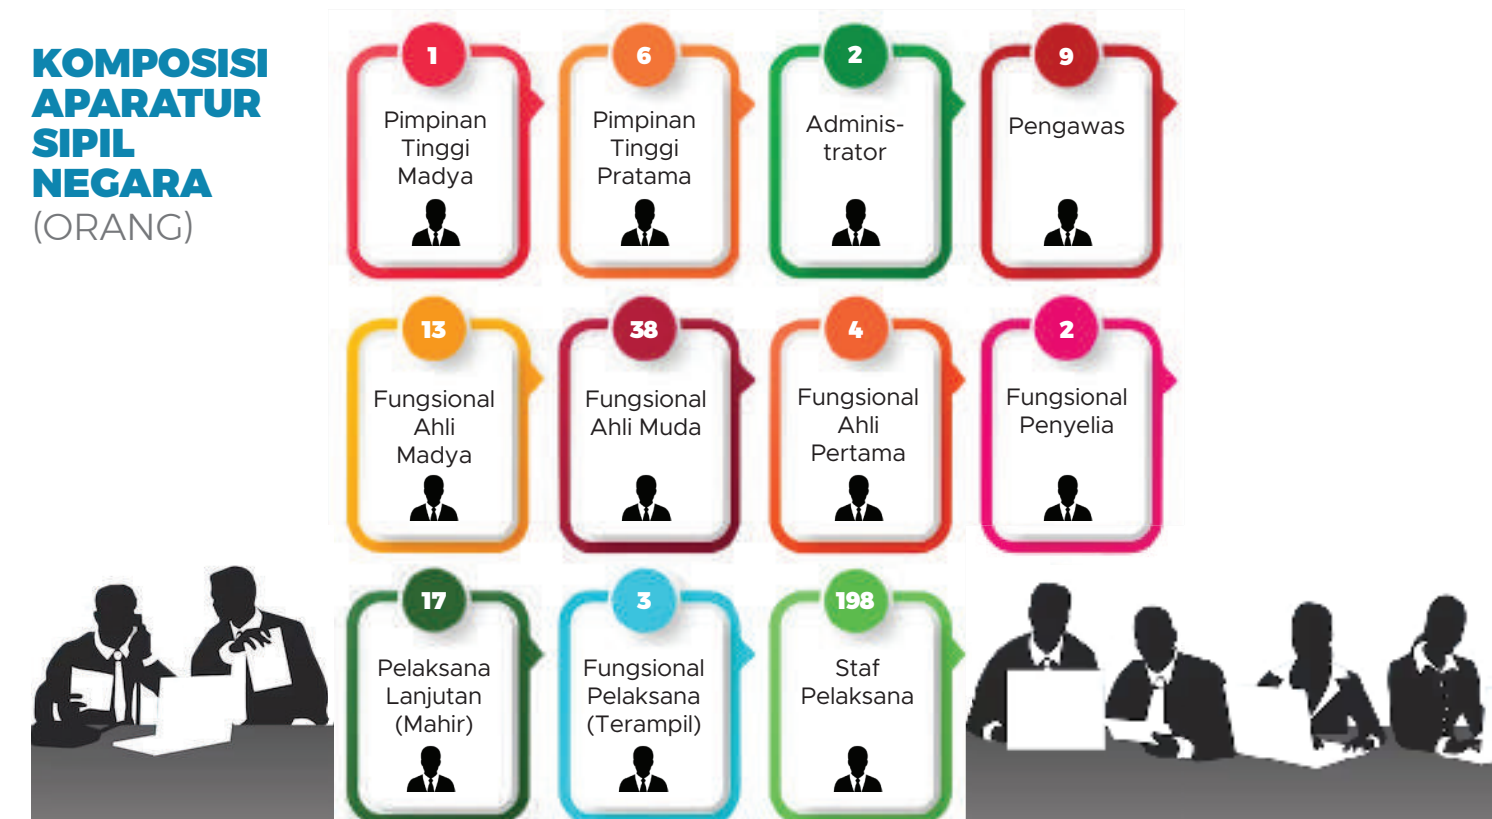 KOMPOSISI
APARATUR
SIPIL
NEGARA
(ORANG)
1
Pimpinan
Tinggi
Madya
6
Pimpinan
Tinggi
Pratama
2
Adminis-
trator
9
Pengawas
13
Fungsional
Ahli
Madya
38
Fungsional
Ahli Muda
4
Fungsional
Ahli
Pertama
2
Fungsional
Penyelia
17
Pelaksana
Lanjutan
(Mahir)
3
Fungsional
Pelaksana
(Terampil)
198
Staf
Pelaksana